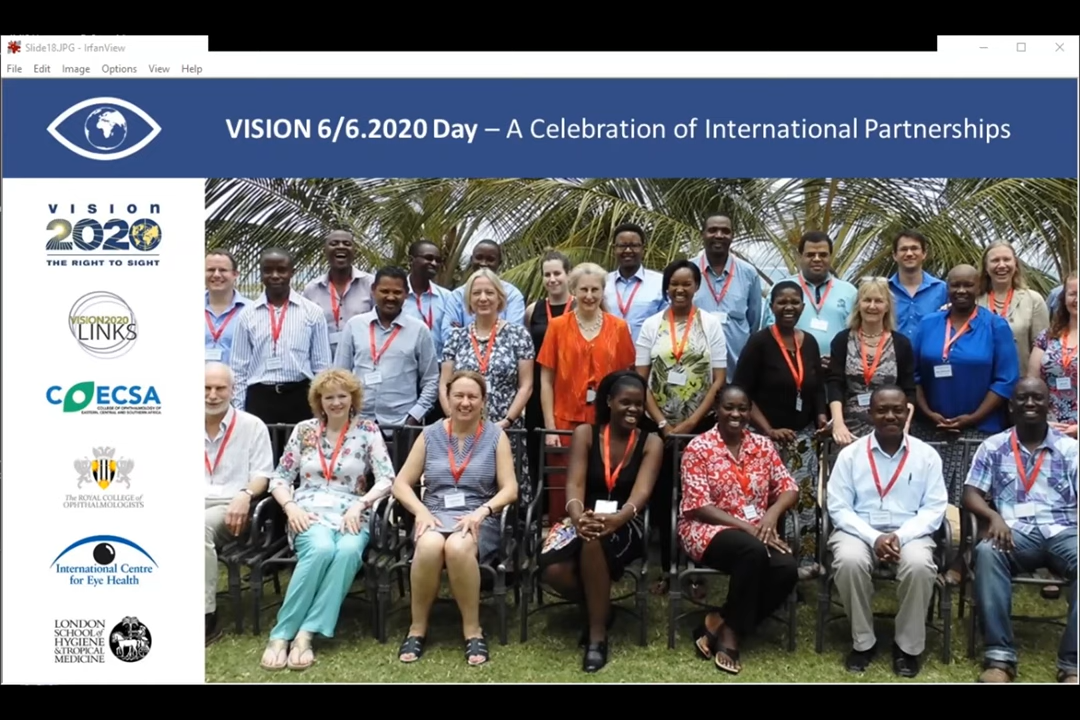 Slide18.JPG - IrfanView
File Edit Image Options View Help
VISION 6/6.2020 Day – A Celebration of International Partnerships
vision
2020
THE RIGHT TO SIGHT
VISION2020
LINKS
COECSA
COLLEGE OF OPHTHALMOLOGY OF
EASTERN, CENTRAL AND SOUTHERN AFRICA
The ROYAL COLLEGE of
OPHTHALMOLOGISTS
International Centre
for Eye Health
LONDON
SCHOOL of
HYGIENE
& TROPICAL
MEDICINE